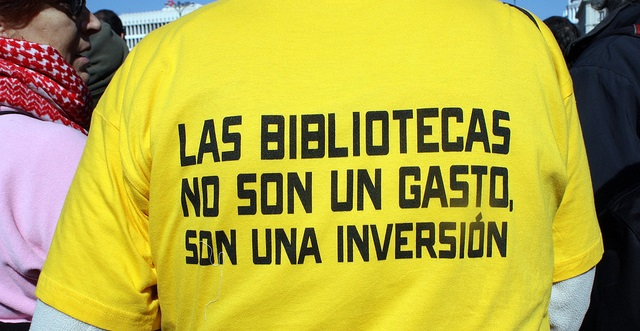 LAS BIBLIOTECAS
NO SON UN GASTO,
SON UNA INVERSIÓN